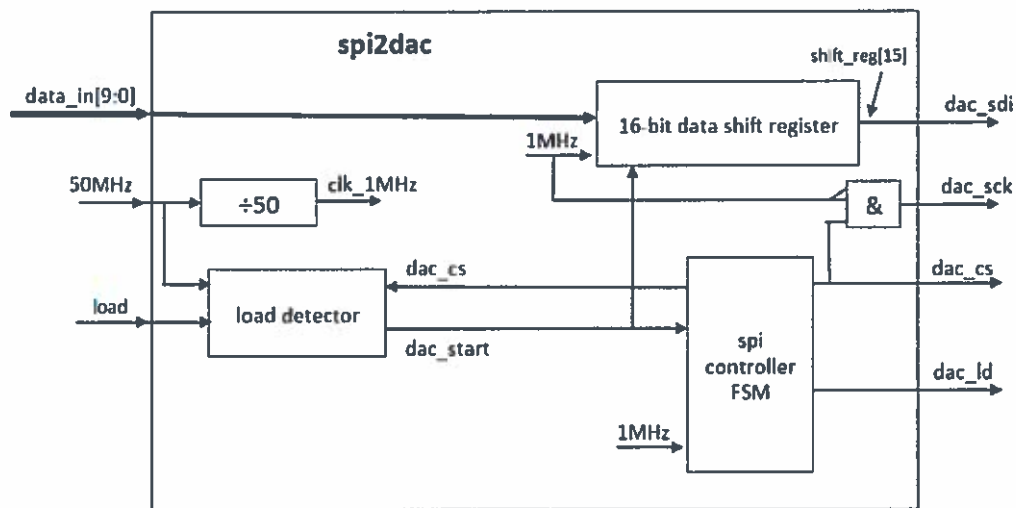 spi2dac
shift_reg[15]
data_in[9:0]
16-bit data shift register
dac_sdi
1MHz
50MHz
÷50
clk_1MHz
&
dac_sck
load
load detector
dac_cs
dac_start
spi
controller
FSM
dac_cs
dac_ld
1MHz